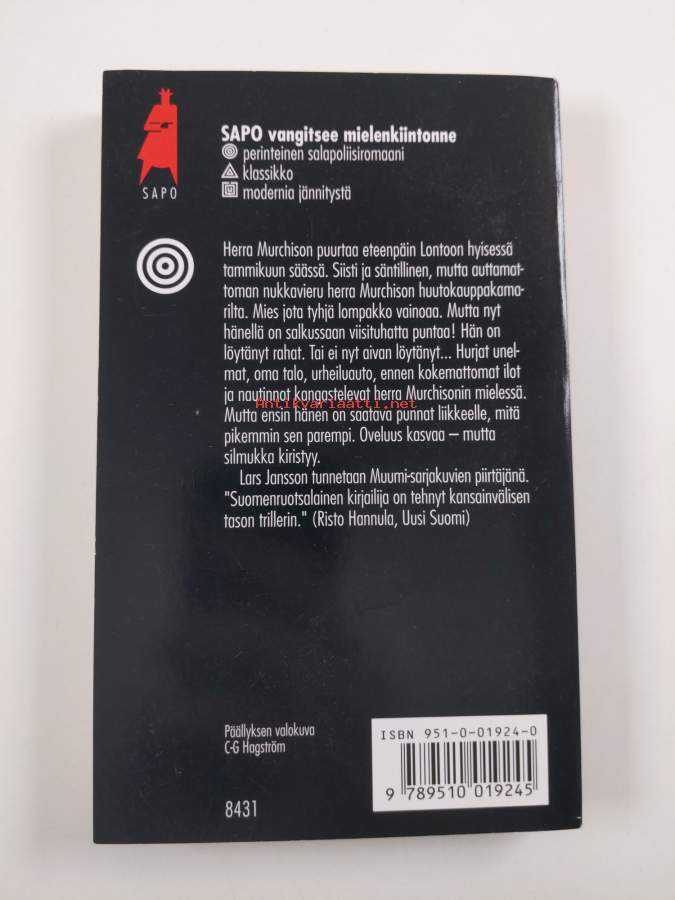 SAPO vangitsee mielenkiintonne
perinteinen salapoliisiromaani
klassikko
modernia jännitystä
SAPO
Herra Murchison puurtaa eteenpäin Lontoon hyisessä
tammikuun säässä. Siisti ja säntillinen, mutta auttamat-
toman nukkavieru herra Murchison huutokauppakama-
rilta. Mies jota tyhjä lompakko vainoaa. Mutta nyt
hänellä on salkussaan viisituhatta puntaa! Hän on
löytänyt rahat. Tai ei nyt aivan löytänyt... Hurjat unel-
mat, oma talo, urheiluauto, ennen kokemattomat ilot
ja nautinnot kangastelevat herra Murchisonin mielessä.
Antikvariaatti.net
Mutta ensin hänen on saatava punnat liikkeelle, mitä
pikemmin sen parempi. Oveluus kasvaa – mutta
silmukka kiristyy.
Lars Jansson tunnetaan Muumi-sarjakuvien piirtäjänä.
"Suomenruotsalainen kirjailija on tehnyt kansainvälisen
tason trillerin." (Risto Hannula, Uusi Suomi)
Päällyksen valokuva
C-G Hagström
8431
ISBN 951-0-01924-0
9 789510 019245